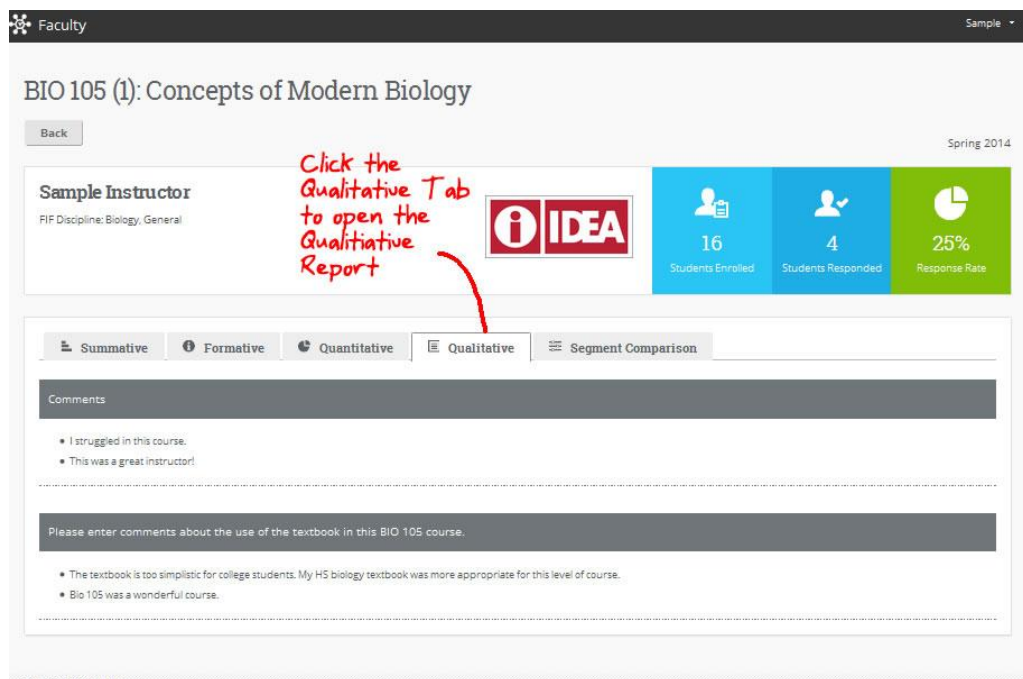 Faculty
Sample
BIO 105 (1): Concepts of Modern Biology
Back
Spring 2014
Click the
Qualitative Tab
to open the
Qualitiative
Report
Sample Instructor
FIF Discipline: Biology, General
i IDEA
16
Students Enrolled
4
Students Responded
25%
Response Rate
Summative
Formative
Quantitative
Qualitative
Segment Comparison
Comments
• I struggled in this course.
• This was a great instructor!
Please enter comments about the use of the textbook in this BIO 105 course.
• The textbook is too simplistic for college students. My HS biology textbook was more appropriate for this level of course.
• Bio 105 was a wonderful course.